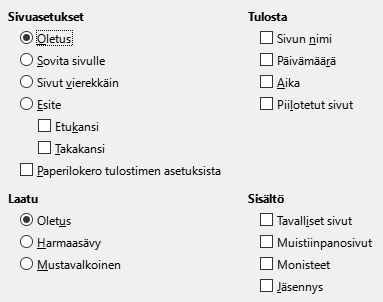 Sivuasetukset
Oletus
Sovita sivulle
Sivut vierekkäin
Esite
Etukansi
Takakansi
Paperilokero tulostimen asetuksista
Tulosta
Sivun nimi
Päivämäärä
Aika
Piilotetut sivut
Laatu
Oletus
Harmaasävy
Mustavalkoinen
Sisältö
Tavalliset sivut
Muistiinpanosivut
Monisteet
Jäsennys